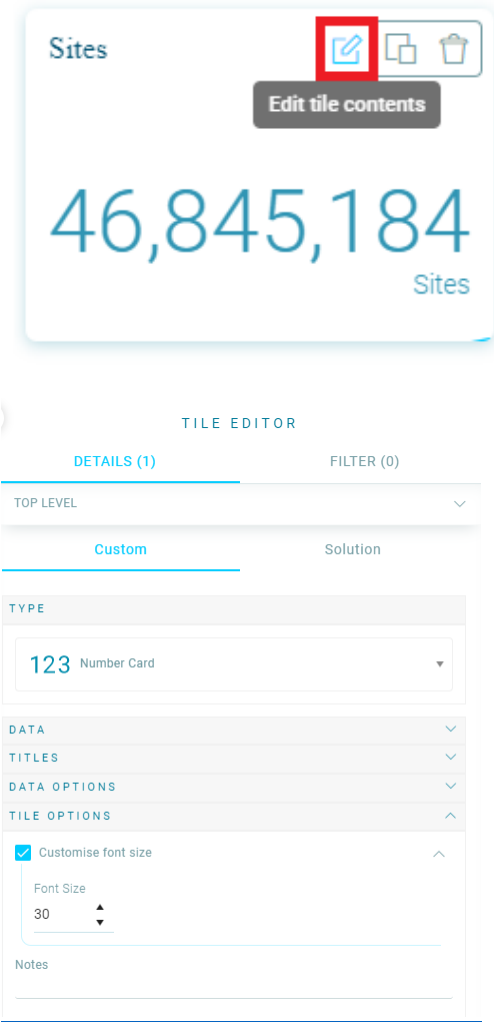 Sites
Edit tile contents
46,845,184
Sites
TILE EDITOR
DETAILS (1) FILTER (0)
TOP LEVEL
Custom Solution
TYPE
123 Number Card
DATA
TITLES
DATA OPTIONS
TILE OPTIONS
Customise font size
Font Size
30
Notes